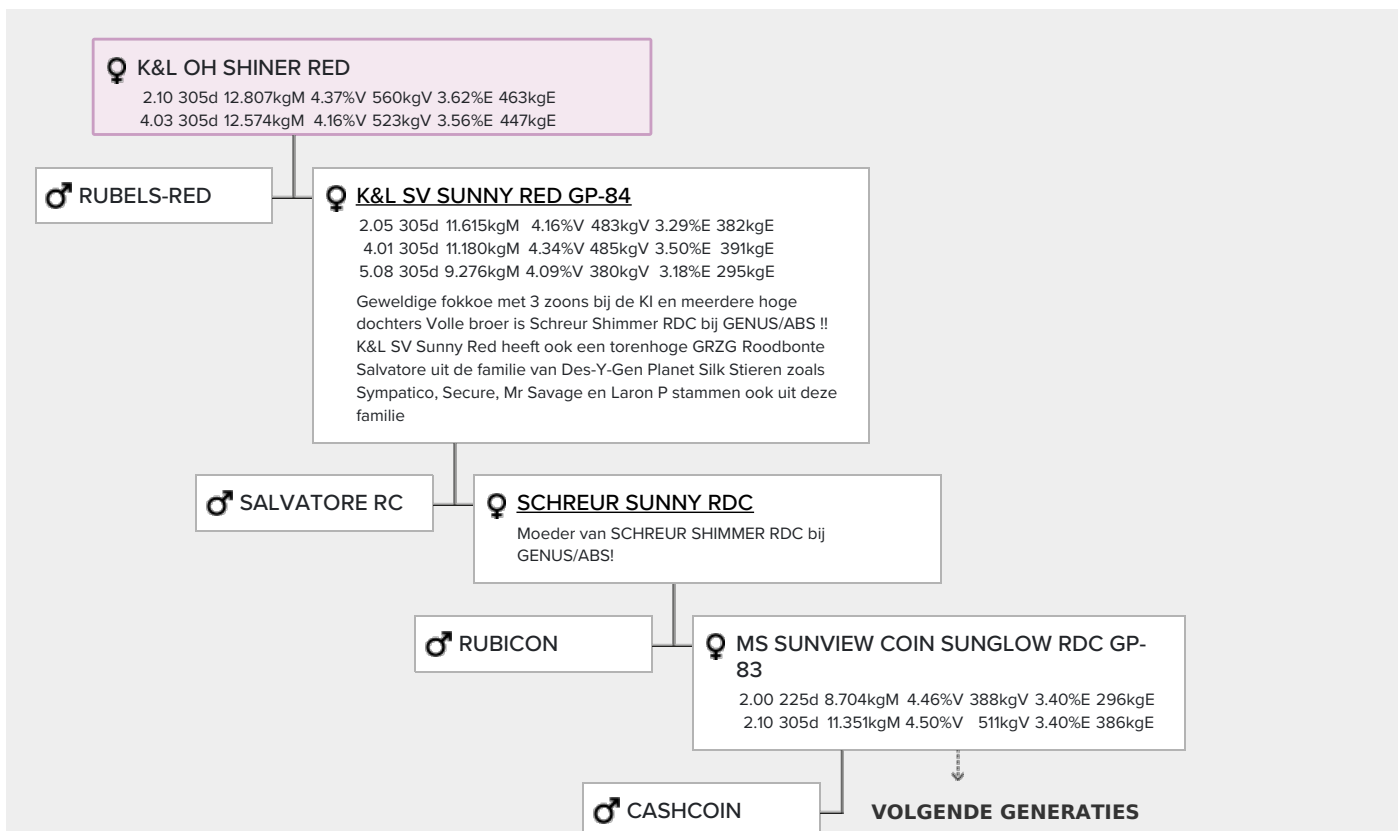 K&L OH SHINER RED
2.10 305d 12.807kgM 4.37%V 560kgV 3.62%E 463kgE
4.03 305d 12.574kgM 4.16%V 523kgV 3.56%E 447kgE
RUBELS-RED
K&L SV SUNNY RED GP-84
2.05 305d 11.615kgM 4.16%V 483kgV 3.29%E 382kgE
4.01 305d 11.180kgM 4.34%V 485kgV 3.50%E 391kgE
5.08 305d 9.276kgM 4.09%V 380kgV 3.18%E 295kgE
Geweldige fokkoe met 3 zoons bij de KI en meerdere hoge
dochters Volle broer is Schreur Shimmer RDC bij GENUS/ABS !!
K&L SV Sunny Red heeft ook een torenhoge GRZG Roodbonte
Salvatore uit de familie van Des-Y-Gen Planet Silk Stieren zoals
Sympatico, Secure, Mr Savage en Laron P stammen ook uit deze
familie
SALVATORE RC
SCHREUR SUNNY RDC
Moeder van SCHREUR SHIMMER RDC bij
GENUS/ABS!
RUBICON
MS SUNVIEW COIN SUNGLOW RDC GP-
83
2.00 225d 8.704kgM 4.46%V 388kgV 3.40%E 296kgE
2.10 305d 11.351kgM 4.50%V 511kgV 3.40%E 386kgE
CASHCOIN
VOLGENDE GENERATIES